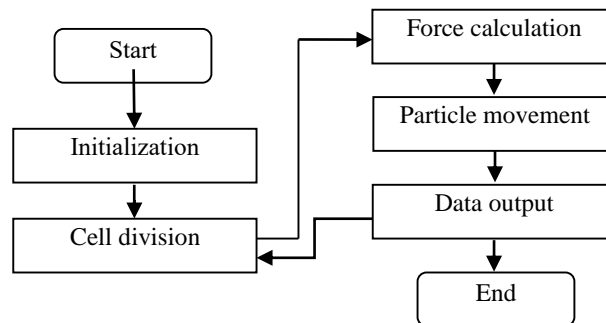 Start
Initialization
Cell division
Force calculation
Particle movement
Data output
End